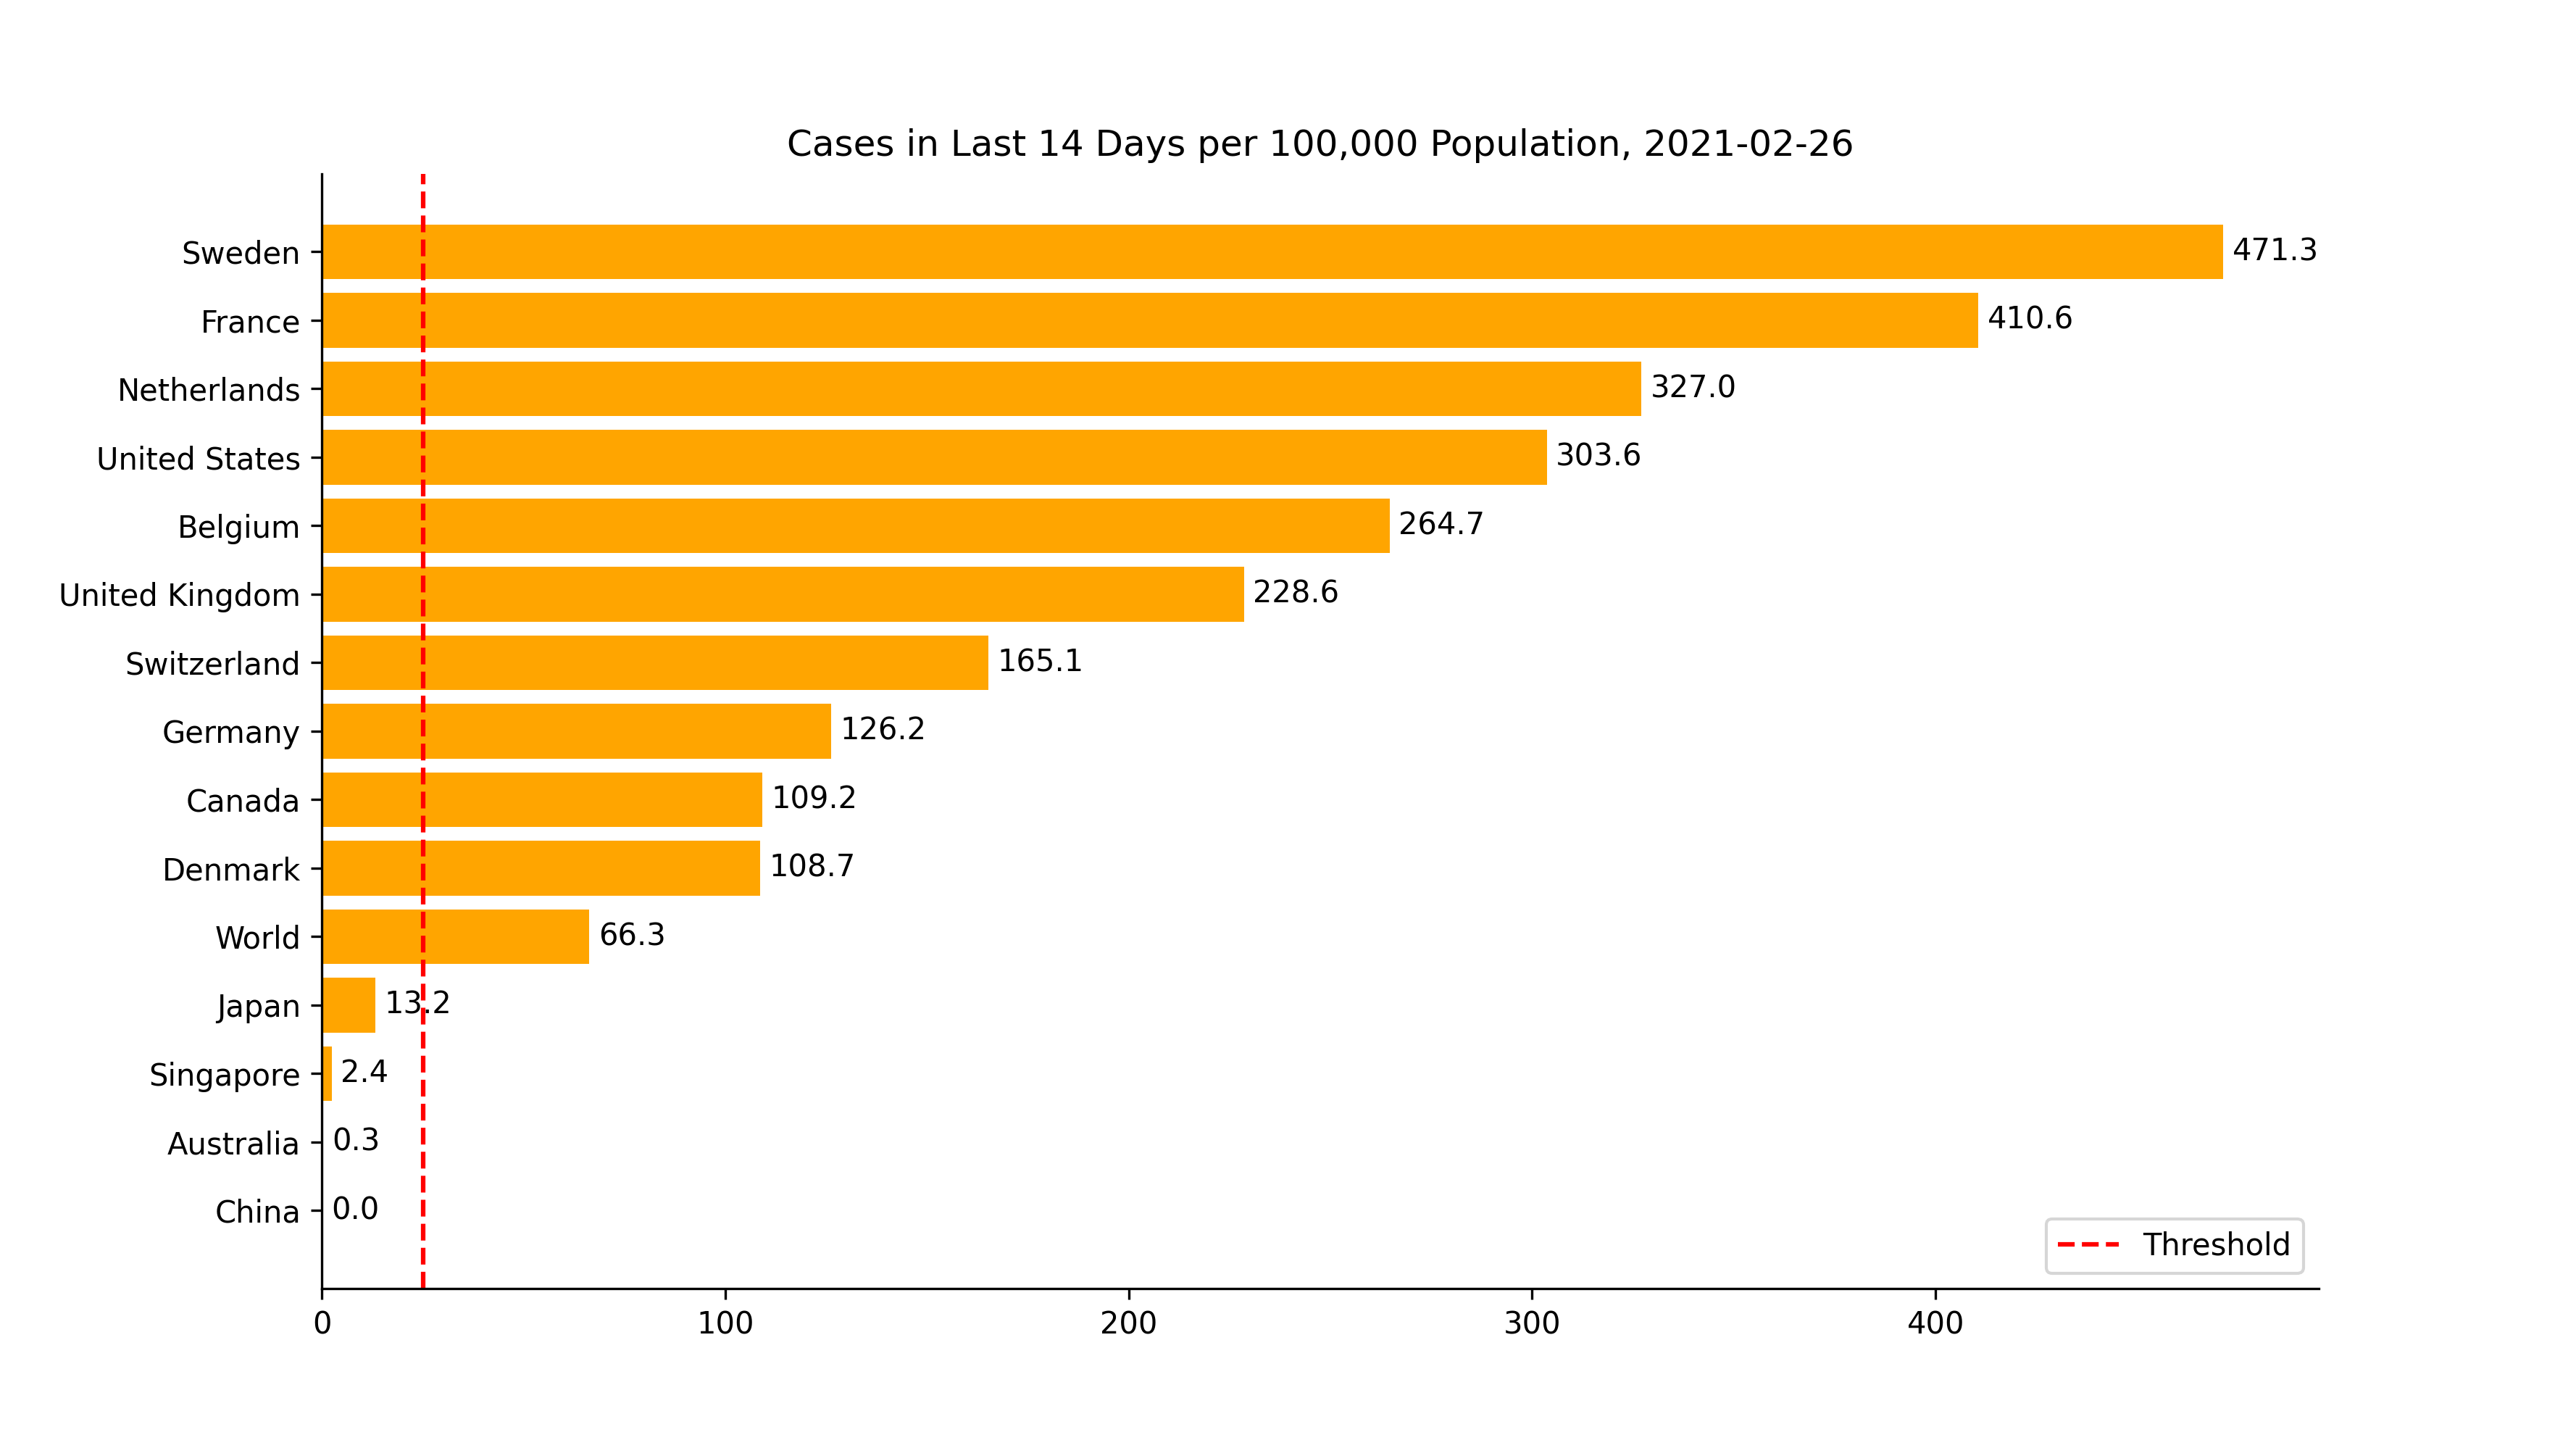 Cases in Last 14 Days per 100,000 Population, 2021-02-26
Sweden 471.3
France 410.6
Netherlands 327.0
United States 303.6
Belgium 264.7
United Kingdom 228.6
Switzerland 165.1
Germany 126.2
Canada 109.2
Denmark 108.7
World 66.3
Japan 13.2
Singapore 2.4
Australia 0.3
China 0.0
Threshold
0 100 200 300 400